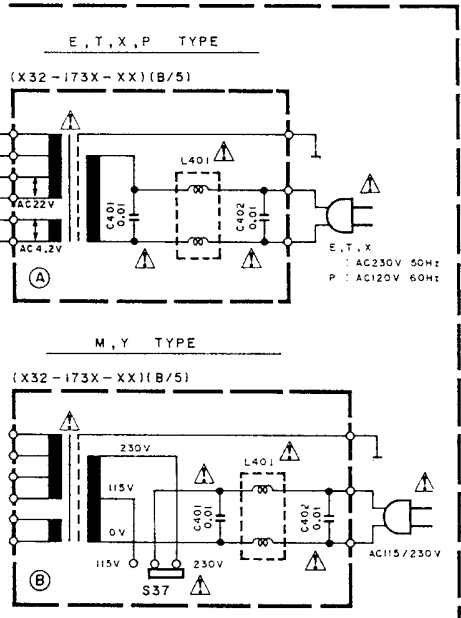 E,T,X,P TYPE
(X32-173X-XX)(B/5)
L401
C401
0.01
C402
0.01
AC22V
AC4.2V
A
E,T,X
: AC230V 50Hz
P : AC120V 60Hz
M,Y TYPE
(X32-173X-XX)(B/5)
230V
L401
115V
C401
0.01
C402
0.01
0V
115V
230V
AC115/230V
B
S37